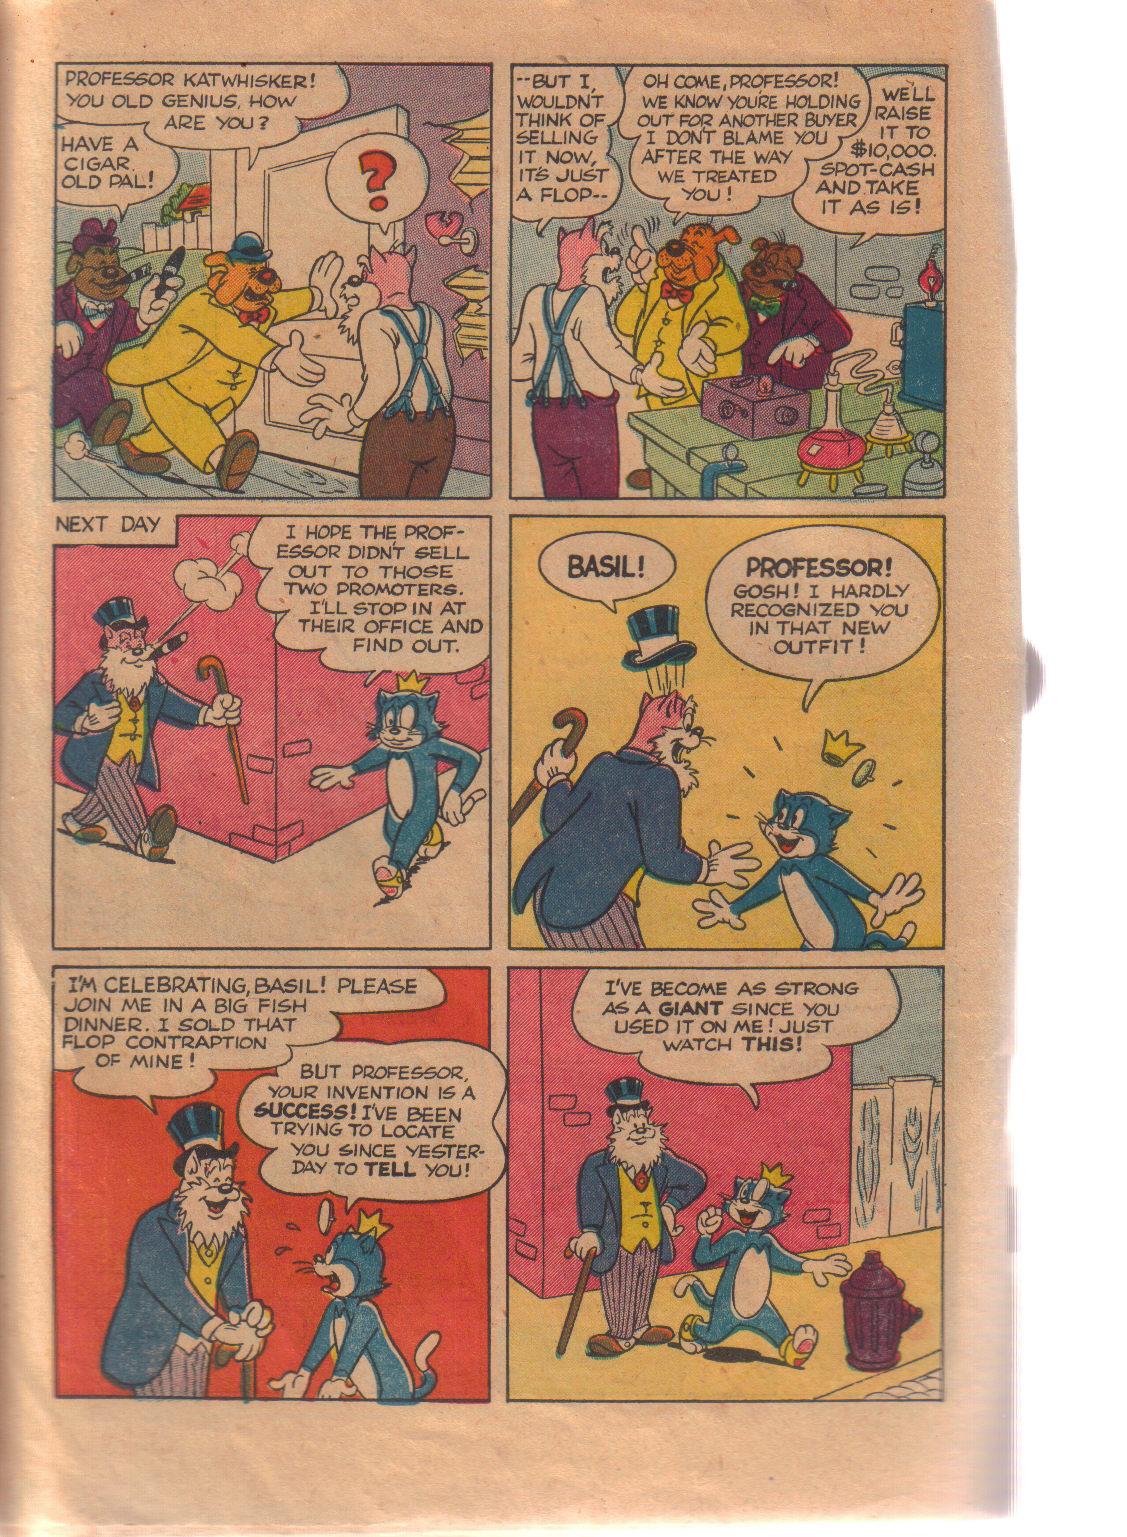 PROFESSOR KATWHISKER!
YOU OLD GENIUS, HOW
ARE YOU?
HAVE A
CIGAR,
OLD PAL!
?
--BUT I
WOULDN'T
THINK OF
SELLING
IT NOW,
IT'S JUST
A FLOP--
OH COME, PROFESSOR!
WE KNOW YOU'RE HOLDING
OUT FOR ANOTHER BUYER
I DON'T BLAME YOU
AFTER THE WAY
WE TREATED
YOU!
WE'LL
RAISE
IT TO
$10,000.
SPOT-CASH
AND TAKE
IT AS IS!
NEXT DAY
I HOPE THE PROF-
ESSOR DIDN'T SELL
OUT TO THOSE
TWO PROMOTERS.
I'LL STOP IN AT
THEIR OFFICE AND
FIND OUT.
BASIL!
PROFESSOR!
GOSH! I HARDLY
RECOGNIZED YOU
IN THAT NEW
OUTFIT!
I'M CELEBRATING, BASIL! PLEASE
JOIN ME IN A BIG FISH
DINNER. I SOLD THAT
FLOP CONTRAPTION
OF MINE!
BUT PROFESSOR,
YOUR INVENTION IS A
SUCCESS! I'VE BEEN
TRYING TO LOCATE
YOU SINCE YESTER-
DAY TO TELL YOU!
I'VE BECOME AS STRONG
AS A GIANT SINCE YOU
USED IT ON ME! JUST
WATCH THIS!